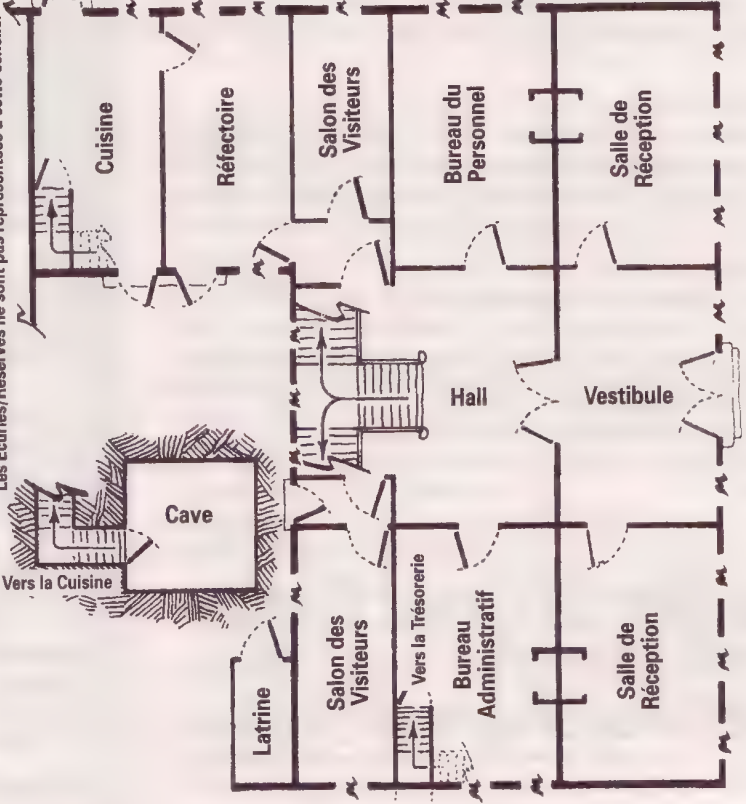 Les Écuries/Réserves ne sont pas représentées à cette
Cuisine
Réfectoire
Salon des
Visiteurs
Bureau du
Personnel
Salle de
Réception
Vers la Cuisine
Cave
Hall
Vestibule
Latrine
Salon des
Visiteurs
Vers la Trésorerie
Bureau
Administratif
Salle de
Réception